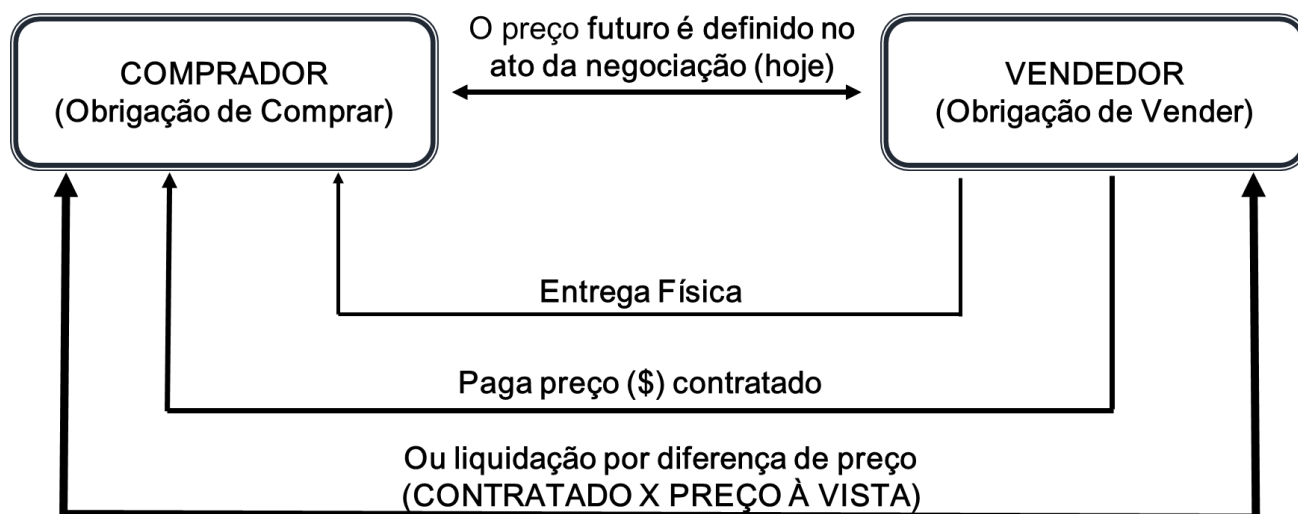 COMPRADOR
(Obrigação de Comprar)
O preço futuro é definido no
ato da negociação (hoje)
VENDEDOR
(Obrigação de Vender)
Entrega Física
Paga preço ($) contratado
Ou liquidação por diferença de preço
(CONTRATADO X PREÇO À VISTA)